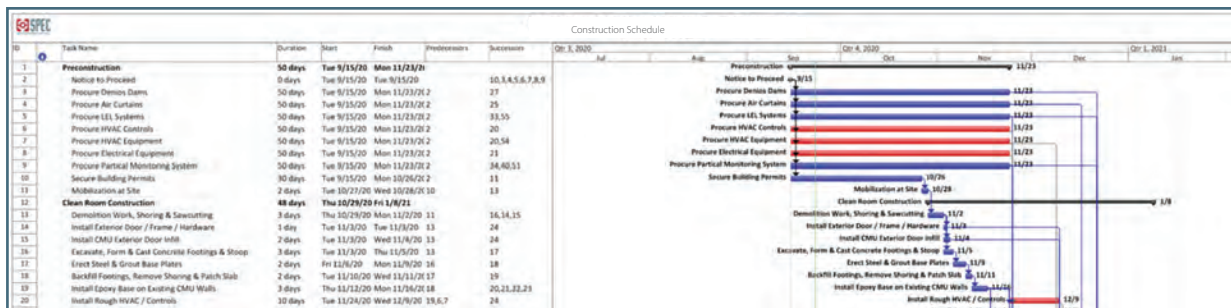 SPEC
Construction Schedule
ID Task Name Duration Start Finish Predecessors Successors Qtr 3, 2020 Qtr 4, 2020 Qtr 1, 2021
Jul Aug Sep Oct Nov Dec Jan
1 Preconstruction 50 days Tue 9/15/20 Mon 11/23/2 Preconstruction 11/23
2 Notice to Proceed 0 days Tue 9/15/20 Tue 9/15/20 10,3,4,5,6,7,8,9 Notice to Proceed 9/15
3 Procure Denios Dams 50 days Tue 9/15/20 Mon 11/23/2 2 27 Procure Denios Dams 11/23
4 Procure Air Curtains 50 days Tue 9/15/20 Mon 11/23/2 2 25 Procure Air Curtains 11/23
5 Procure LEL Systems 50 days Tue 9/15/20 Mon 11/23/2 2 33,55 Procure LEL Systems 11/23
6 Procure HVAC Controls 50 days Tue 9/15/20 Mon 11/23/2 2 20 Procure HVAC Controls 11/23
7 Procure HVAC Equipment 50 days Tue 9/15/20 Mon 11/23/2 2 20,54 Procure HVAC Equipment 11/23
8 Procure Electrical Equipment 50 days Tue 9/15/20 Mon 11/23/2 2 21 Procure Electrical Equipment 11/23
9 Procure Partical Monitoring System 50 days Tue 9/15/20 Mon 11/23/2 2 34,40,51 Procure Partical Monitoring System 11/23
10 Secure Building Permits 30 days Tue 9/15/20 Mon 10/26/2 2 11 Secure Building Permits 10/26
11 Mobilization at Site 2 days Tue 10/27/20 Wed 10/28/2 10 13 Mobilization at Site 10/28
12 Clean Room Construction 48 days Thu 10/29/20 Fri 1/8/21 Clean Room Construction 1/8
13 Demolition Work, Shoring & Sawcutting 3 days Thu 10/29/20 Mon 11/2/20 11 16,14,15 Demolition Work, Shoring & Sawcutting 11/2
14 Install Exterior Door / Frame / Hardware 1 day Tue 11/3/20 Tue 11/3/20 13 24 Install Exterior Door / Frame / Hardware 11/3
15 Install CMU Exterior Door Infill 2 days Tue 11/3/20 Wed 11/4/20 13 24 Install CMU Exterior Door Infill 11/4
16 Excavate, Form & Cast Concrete Footings & Stoop 3 days Tue 11/3/20 Thu 11/5/20 13 17 Excavate, Form & Cast Concrete Footings & Stoop 11/5
17 Erect Steel & Grout Base Plates 2 days Fri 11/6/20 Mon 11/9/20 16 18 Erect Steel & Grout Base Plates 11/9
18 Backfill Footings, Remove Shoring & Patch Slab 2 days Tue 11/10/20 Wed 11/11/2 17 19 Backfill Footings, Remove Shoring & Patch Slab 11/11
19 Install Epoxy Base on Existing CMU Walls 3 days Thu 11/12/20 Mon 11/16/2 18 Install Epoxy Base on Existing CMU Walls 11/16
20 Install Rough HVAC / Controls 10 days Tue 11/24/20 Wed 12/9/20 19,6,7 24 Install Rough HVAC / Controls 12/9